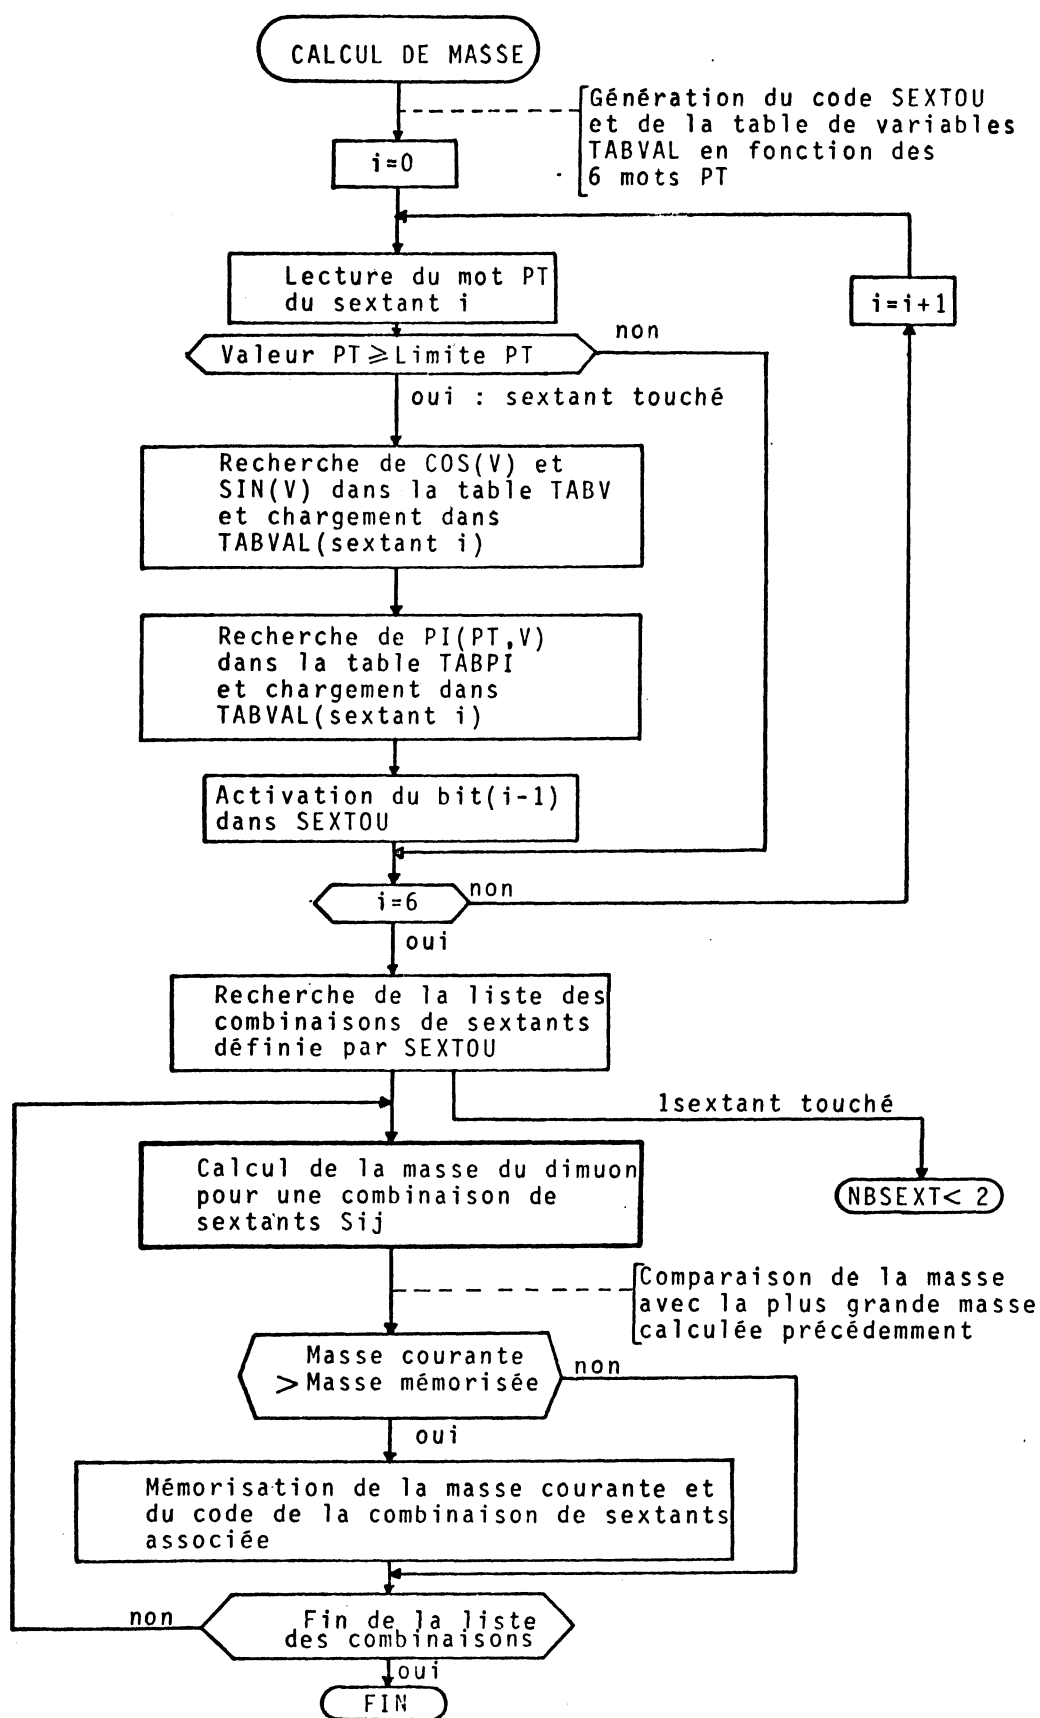 CALCUL DE MASSE
Génération du code SEXTOU
et de la table de variables
TABVAL en fonction des
6 mots PT
i=0
Lecture du mot PT
du sextant i
i=i+1
non
Valeur PT ⩾ Limite PT
oui : sextant touché
Recherche de COS(V) et
SIN(V) dans la table TABV
et chargement dans
TABVAL(sextant i)
Recherche de PI(PT,V)
dans la table TABPI
et chargement dans
TABVAL(sextant i)
Activation du bit(i-1)
dans SEXTOU
i=6
non
oui
Recherche de la liste des
combinaisons de sextants
définie par SEXTOU
1sextant touché
NBSEXT< 2
Calcul de la masse du dimuon
pour une combinaison de
sextants Sij
Comparaison de la masse
avec la plus grande masse
calculée précédemment
Masse courante
> Masse mémorisée
non
oui
Mémorisation de la masse courante et
du code de la combinaison de sextants
associée
non
Fin de la liste
des combinaisons
oui
FIN